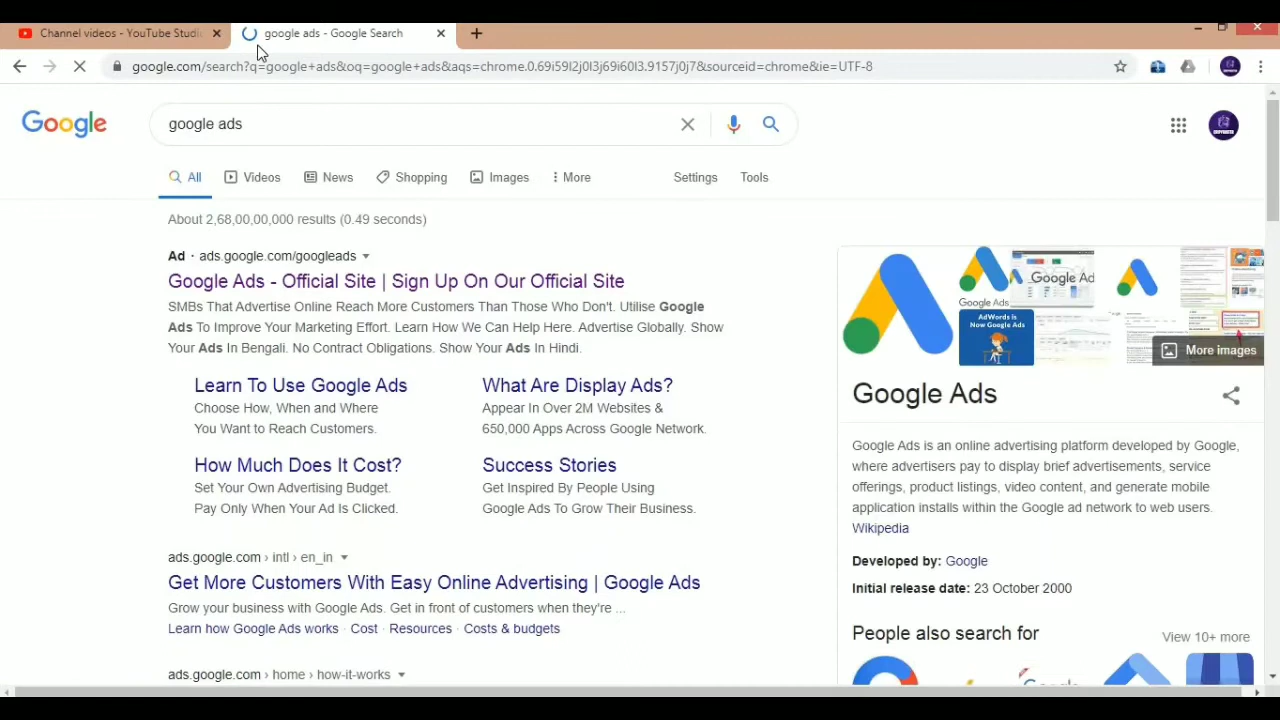 Channel videos - YouTube Studi
google ads - Google Search
google.com/search?q=google+ads&oq=google+ads&aqs=chrome.0.69i59l2j0l3j69i60l3.9157j0j7&sourceid=chrome&ie=UTF-8
Google
google ads
All
Videos
News
Shopping
Images
More
Settings
Tools
About 2,68,00,00,000 results (0.49 seconds)
Ad · ads.google.com/googleads
Google Ads - Official Site | Sign Up On Our Official Site
SMBs That Advertise Online Reach More Customers Than Those Who Don't. Utilise Google
Ads To Improve Your Marketing Effort. Learn How We Can Help Here. Advertise Globally. Show
Your Ads In Bengali. No Contract Obligations. Show Your Ads In Hindi.
Learn To Use Google Ads
Choose How, When and Where
You Want to Reach Customers.
What Are Display Ads?
Appear In Over 2M Websites &
650,000 Apps Across Google Network.
How Much Does It Cost?
Set Your Own Advertising Budget.
Pay Only When Your Ad Is Clicked.
Success Stories
Get Inspired By People Using
Google Ads To Grow Their Business.
ads.google.com › intl › en_in
Get More Customers With Easy Online Advertising | Google Ads
Grow your business with Google Ads. Get in front of customers when they're ...
Learn how Google Ads works · Cost · Resources · Costs & budgets
ads.google.com › home › how-it-works
Google Ads
Google Ad
AdWords is
Now Google Ads
More images
Google Ads
Google Ads is an online advertising platform developed by Google,
where advertisers pay to display brief advertisements, service
offerings, product listings, video content, and generate mobile
application installs within the Google ad network to web users.
Wikipedia
Developed by: Google
Initial release date: 23 October 2000
People also search for
View 10+ more